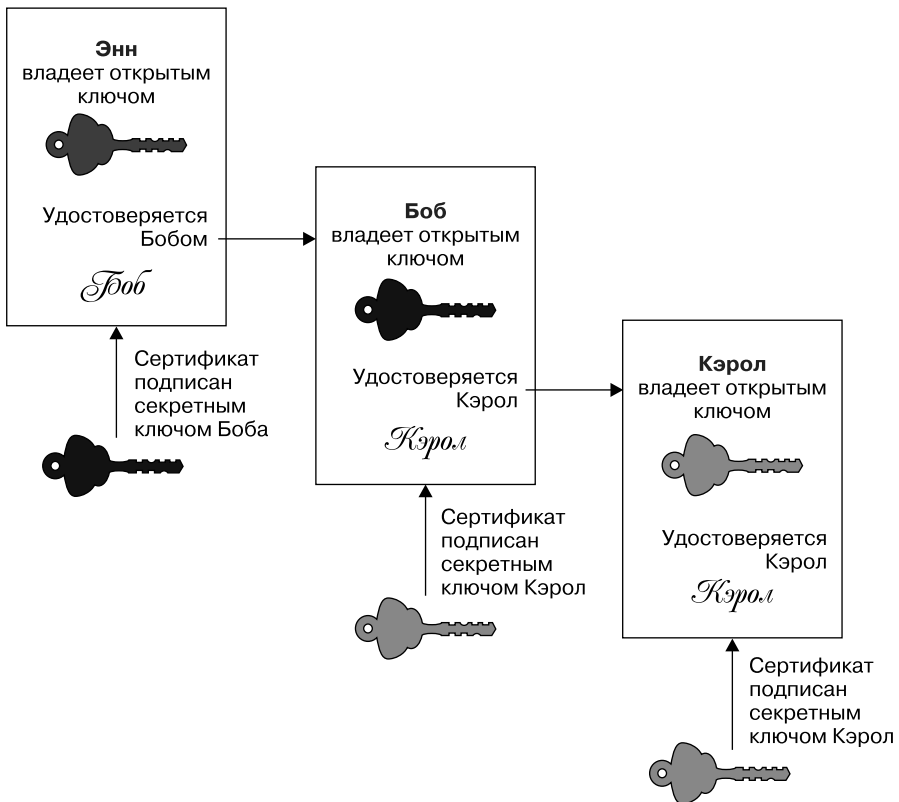 Энн
владеет открытым
ключом
Удостоверяется
Бобом
Боб
Сертификат
подписан
секретным
ключом Боба
Боб
владеет открытым
ключом
Удостоверяется
Кэрол
Кэрол
Сертификат
подписан
секретным
ключом Кэрол
Кэрол
владеет открытым
ключом
Удостоверяется
Кэрол
Кэрол
Сертификат
подписан
секретным
ключом Кэрол